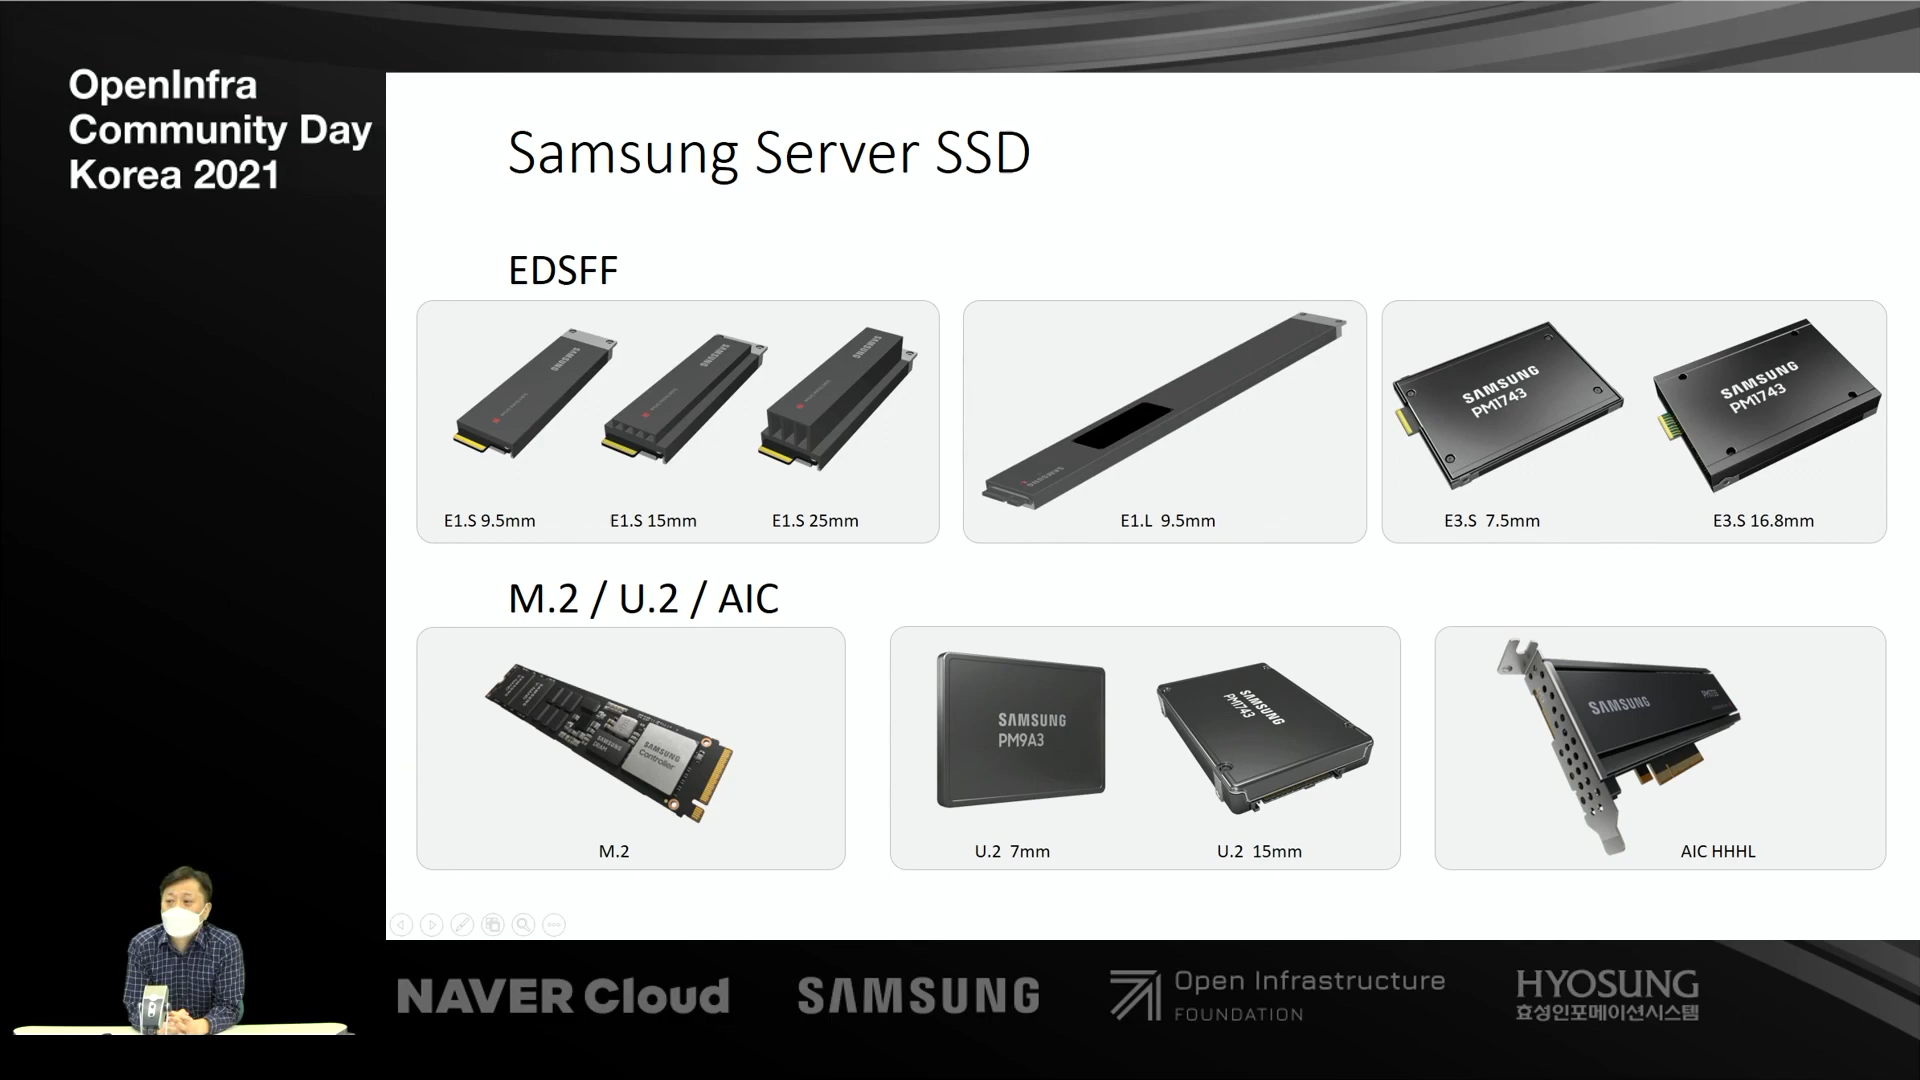 OpenInfra
Community Day
Korea 2021
Samsung Server SSD
EDSFF
SAMSUNG
SAMSUNG
SAMSUNG
SAMSUNG
SAMSUNG
PM1743
SAMSUNG
PM1743
E1.S 9.5mm
E1.S 15mm
E1.S 25mm
E1.L 9.5mm
E3.S 7.5mm
E3.S 16.8mm
M.2 / U.2 / AIC
SAMSUNG
DRAM
SAMSUNG
Controller
SAMSUNG
PM9A3
SAMSUNG
PM1743
SAMSUNG
M.2
U.2 7mm
U.2 15mm
AIC HHHL
NAVER Cloud
SAMSUNG
Open Infrastructure
FOUNDATION
HYOSUNG
효성인포메이션시스템